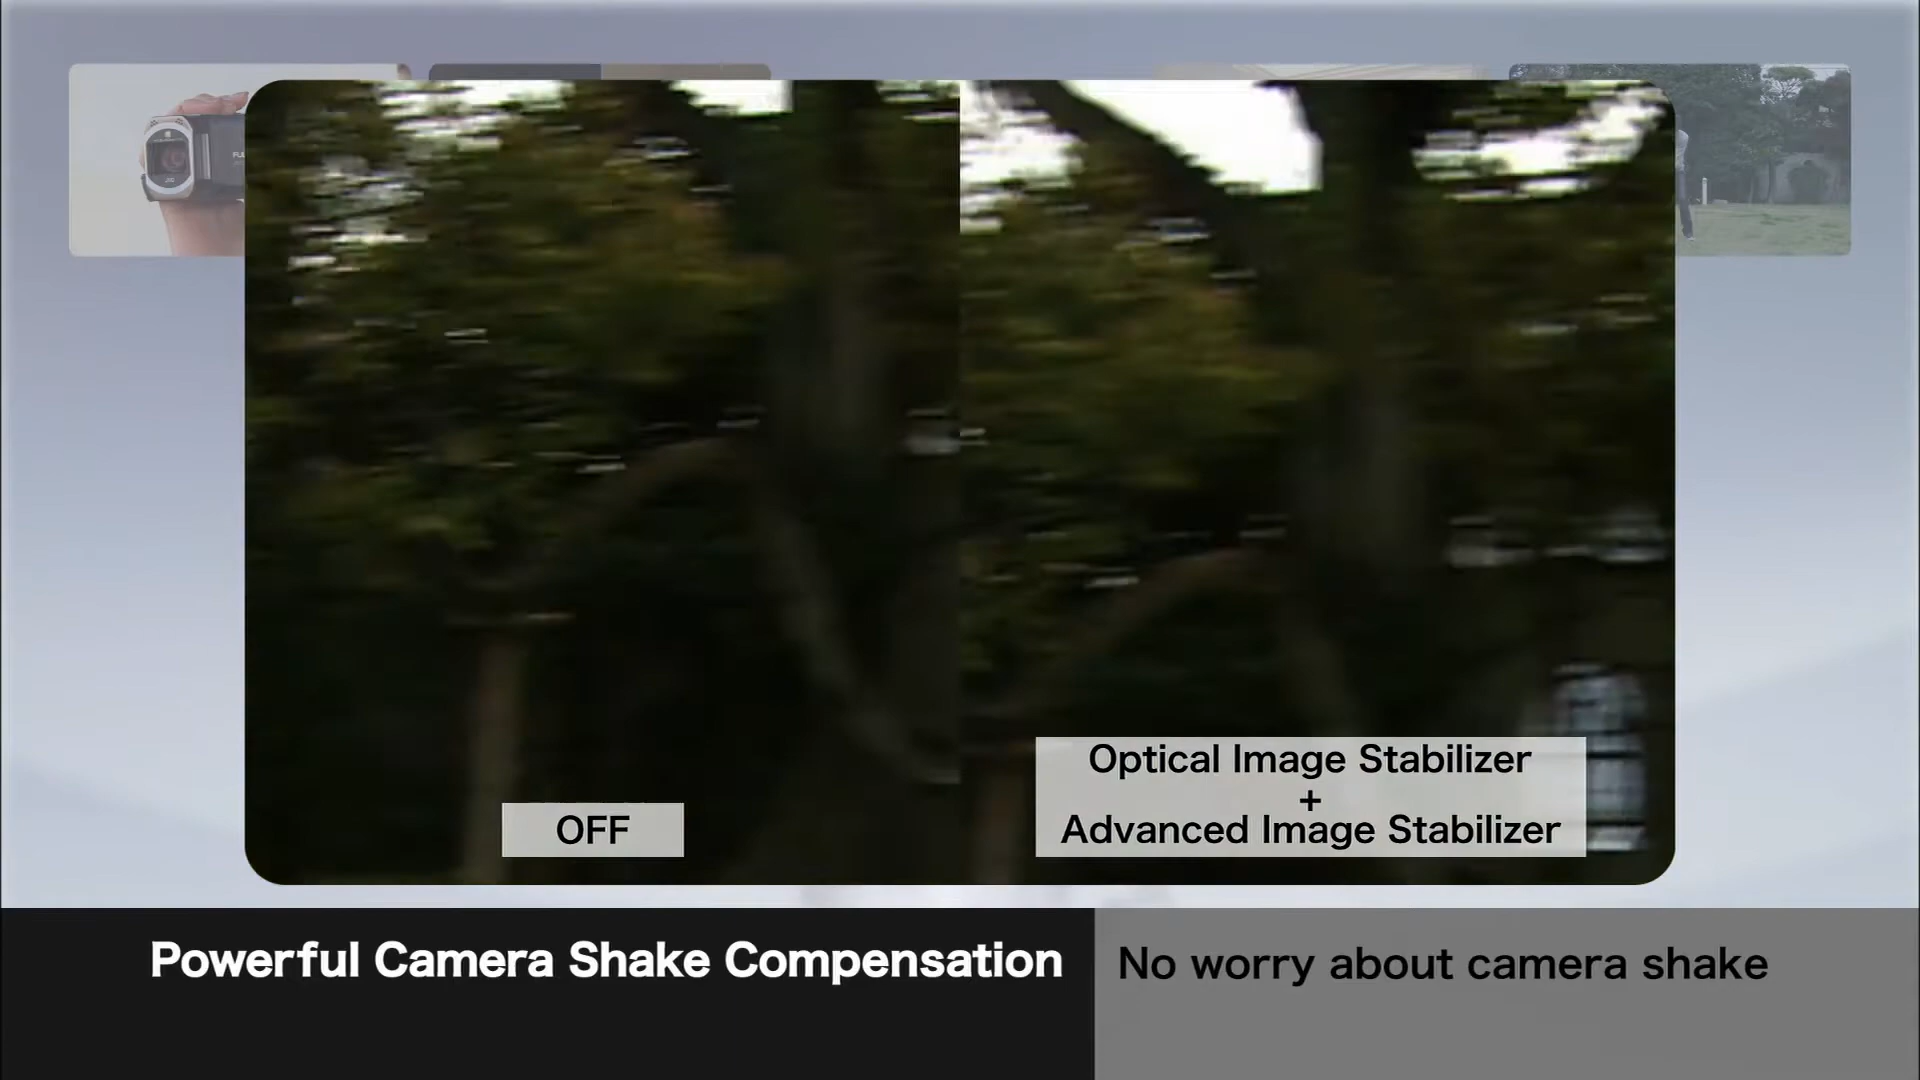 OFF
Optical Image Stabilizer
+
Advanced Image Stabilizer
Powerful Camera Shake Compensation
No worry about camera shake